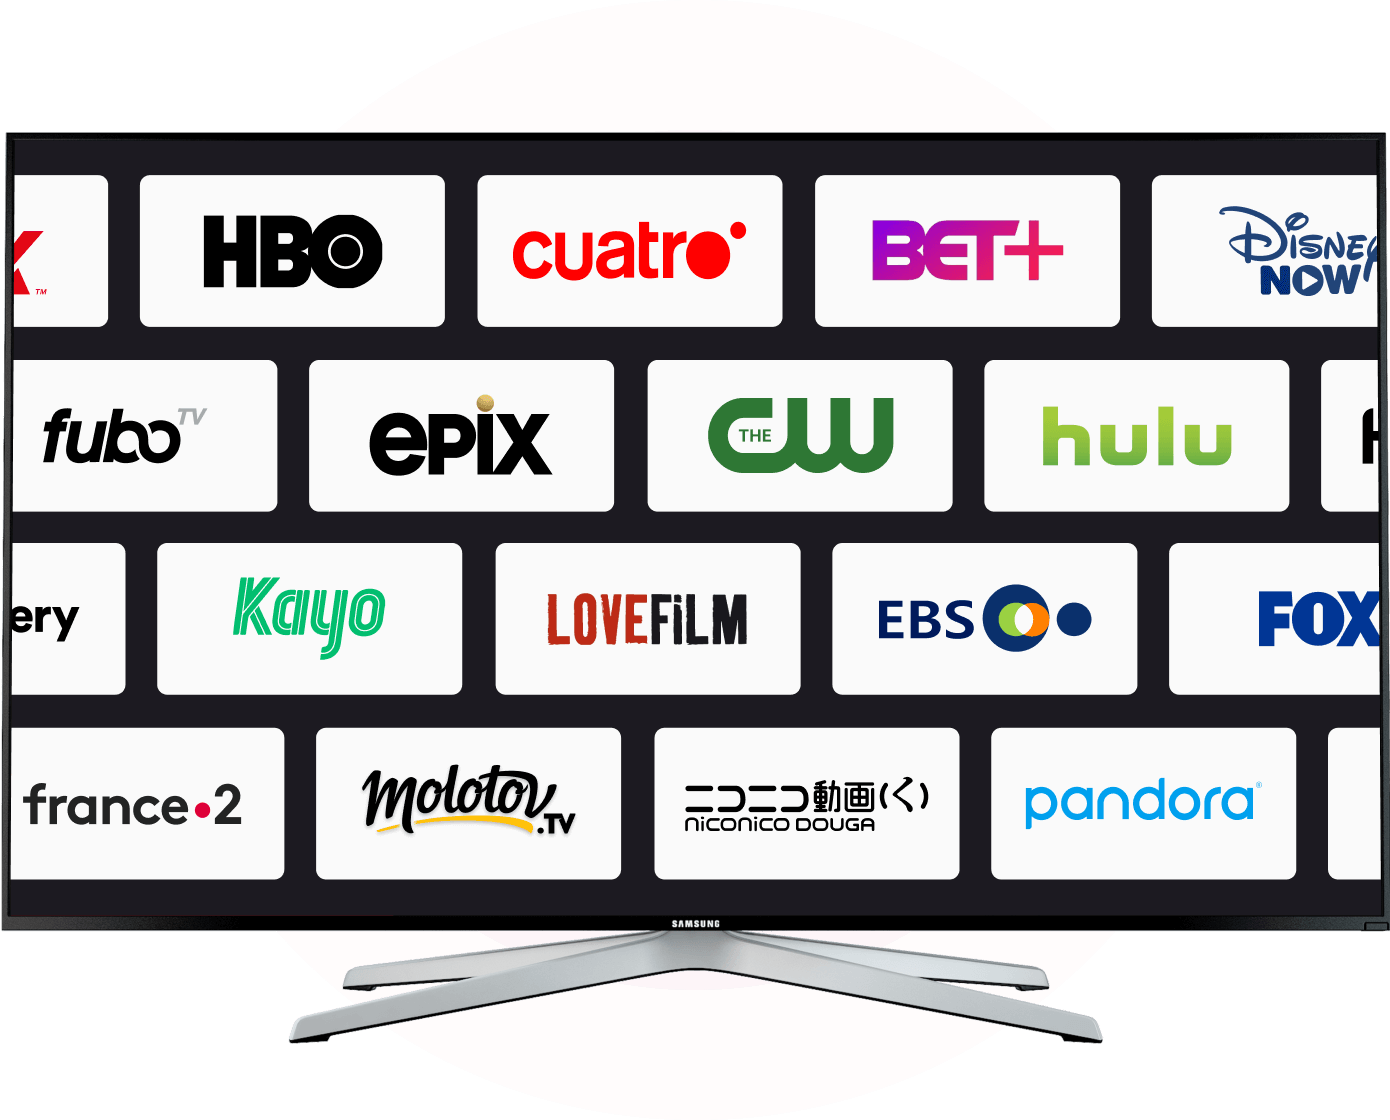 X™
HBO
cuatro
BET+
DISNEY
NOW
fubo TV
epix
THE CW
hulu
ery
Kayo
LOVEFiLM
EBS
FOX
france•2
molotov
.TV
ニコニコ動画(く)
niconico DOUGA
pandora®
SAMSUNG